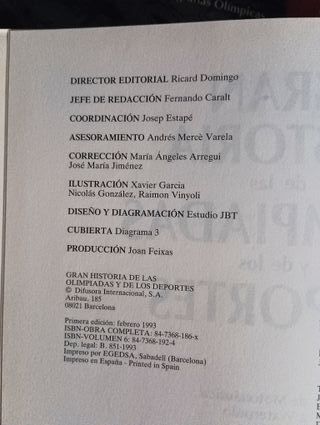 DIRECTOR EDITORIAL Ricard Domingo
JEFE DE REDACCIÓN Fernando Caralt
COORDINACIÓN Josep Estapé
ASESORAMIENTO Andrés Mercè Varela
CORRECCIÓN María Ángeles Arregui
José María Jiménez
ILUSTRACIÓN Xavier Garcia
Nicolás González, Raimon Vinyoli
DISEÑO Y DIAGRAMACIÓN Estudio JBT
CUBIERTA Diagrama 3
PRODUCCIÓN Joan Feixas
GRAN HISTORIA DE LAS
OLIMPIADAS Y DE LOS DEPORTES
© Difusora Internacional, S.A.
Aribau, 185
08021 Barcelona
Primera edición: febrero 1993
ISBN-OBRA COMPLETA: 84-7368-186-x
ISBN-VOLUMEN 6: 84-7368-192-4
Dep. legal: B. 851-1993
Impreso por EGEDSA, Sabadell (Barcelona)
Impreso en España - Printed in Spain